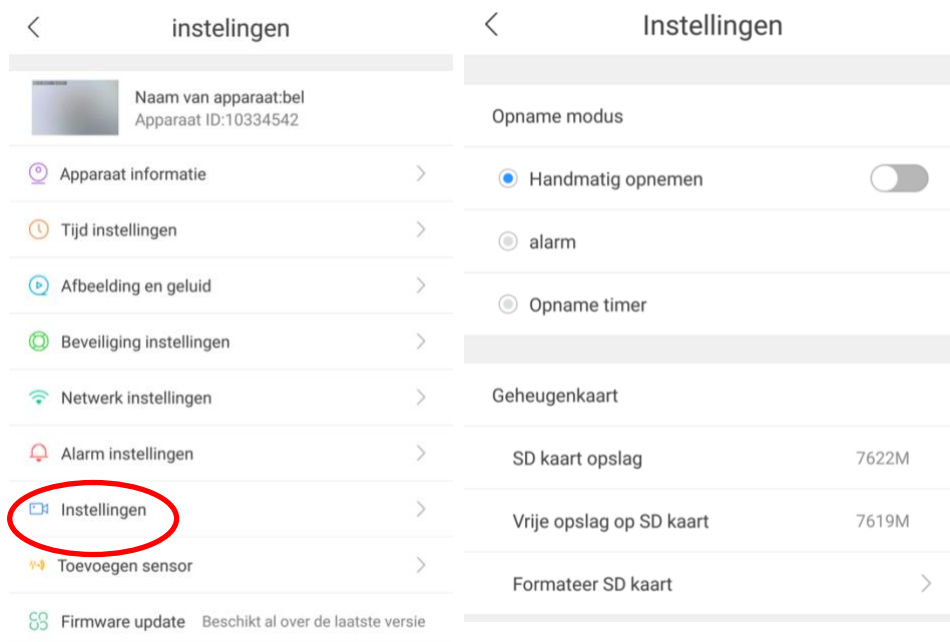 instelingen
Naam van apparaat:bel
Apparaat ID:10334542
Apparaat informatie
Tijd instellingen
Afbeelding en geluid
Beveiliging instellingen
Netwerk instellingen
Alarm instellingen
Instellingen
Toevoegen sensor
Firmware update Beschikt al over de laatste versie
Instellingen
Opname modus
Handmatig opnemen
alarm
Opname timer
Geheugenkaart
SD kaart opslag 7622M
Vrije opslag op SD kaart 7619M
Formateer SD kaart